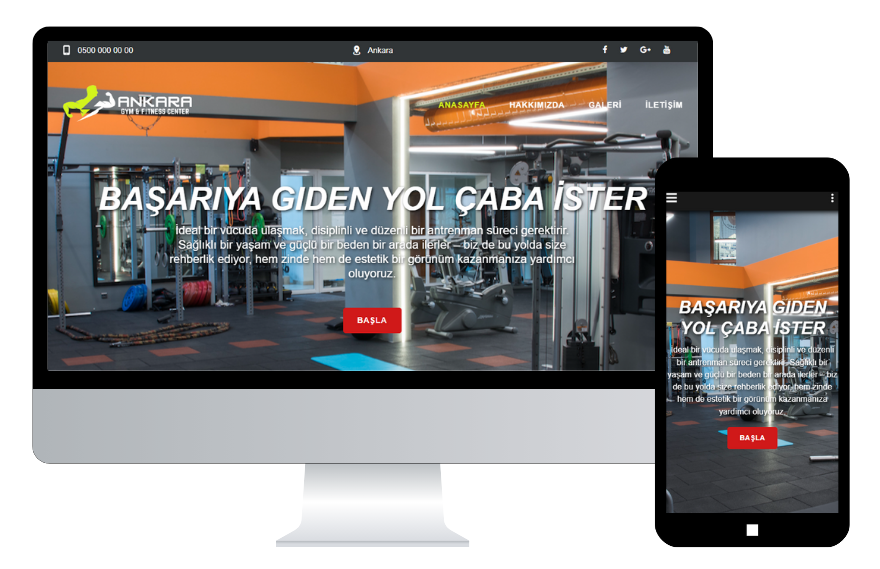 0500 000 00 00
Ankara
ANKARA
GYM & FITNESS CENTER
ANASAYFA
HAKKIMIZDA
GALERİ
İLETİŞİM
BAŞARIYA GIDEN YOL ÇABA İSTER
İdeal bir vücuda ulaşmak, disiplinli ve düzenli bir antrenman süreci gerektirir.
Sağlıklı bir yaşam ve güçlü bir beden bir arada ilerler – biz de bu yolda size
rehberlik ediyor, hem zinde hem de estetik bir görünüm kazanmanıza yardımcı
oluyoruz.
BAŞLA
BAŞARIYA GIDEN
YOL ÇABA İSTER
İdeal bir vücuda ulaşmak, disiplinli ve düzenli
bir antrenman süreci gerektirir. Sağlıklı bir
yaşam ve güçlü bir beden bir arada ilerler – biz
de bu yolda size rehberlik ediyor, hem zinde
hem de estetik bir görünüm kazanmanıza
yardımcı oluyoruz.
BAŞLA